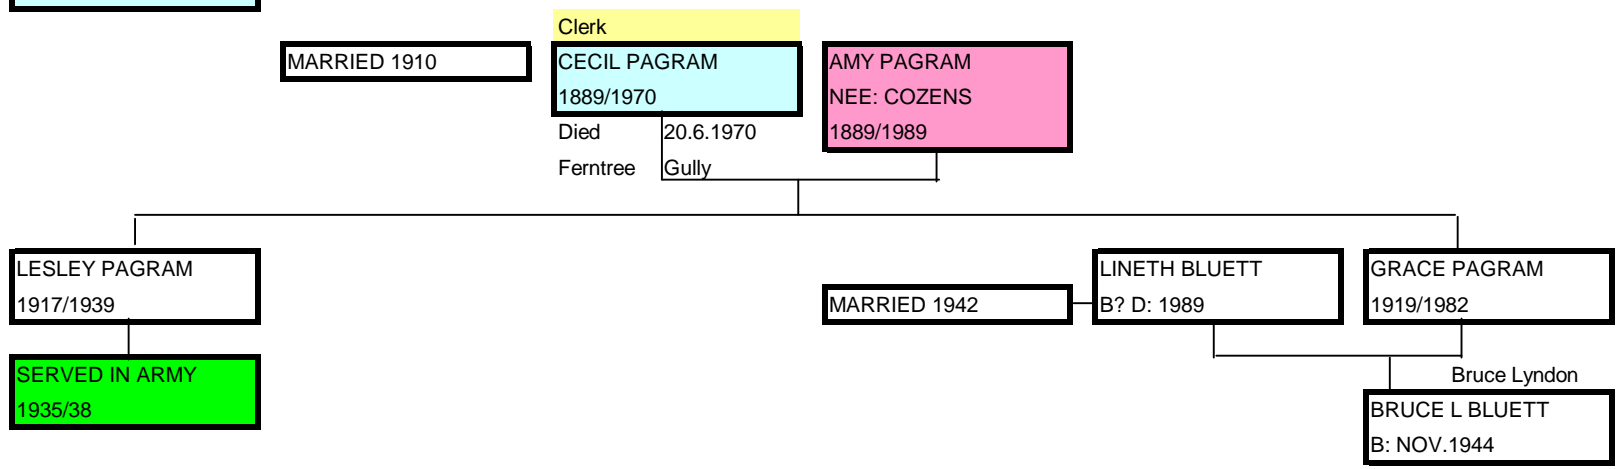 Clerk
MARRIED 1910
CECIL PAGRAM
1889/1970
Died 20.6.1970
Ferntree Gully
AMY PAGRAM
NEE: COZENS
1889/1989
LESLEY PAGRAM
1917/1939
SERVED IN ARMY
1935/38
MARRIED 1942
LINETH BLUETT
B? D: 1989
GRACE PAGRAM
1919/1982
Bruce Lyndon
BRUCE L BLUETT
B: NOV.1944